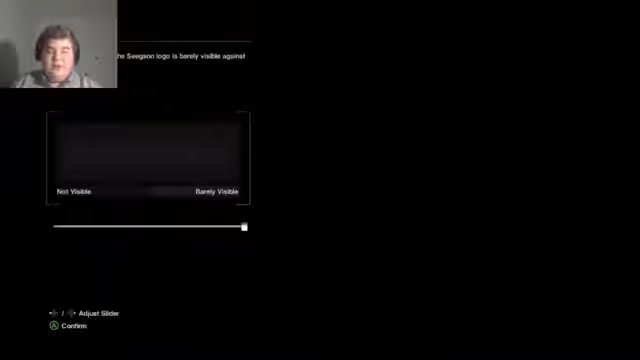 the Seegson logo is barely visible against
Not Visible
Barely Visible
/ Adjust Slider
A Confirm